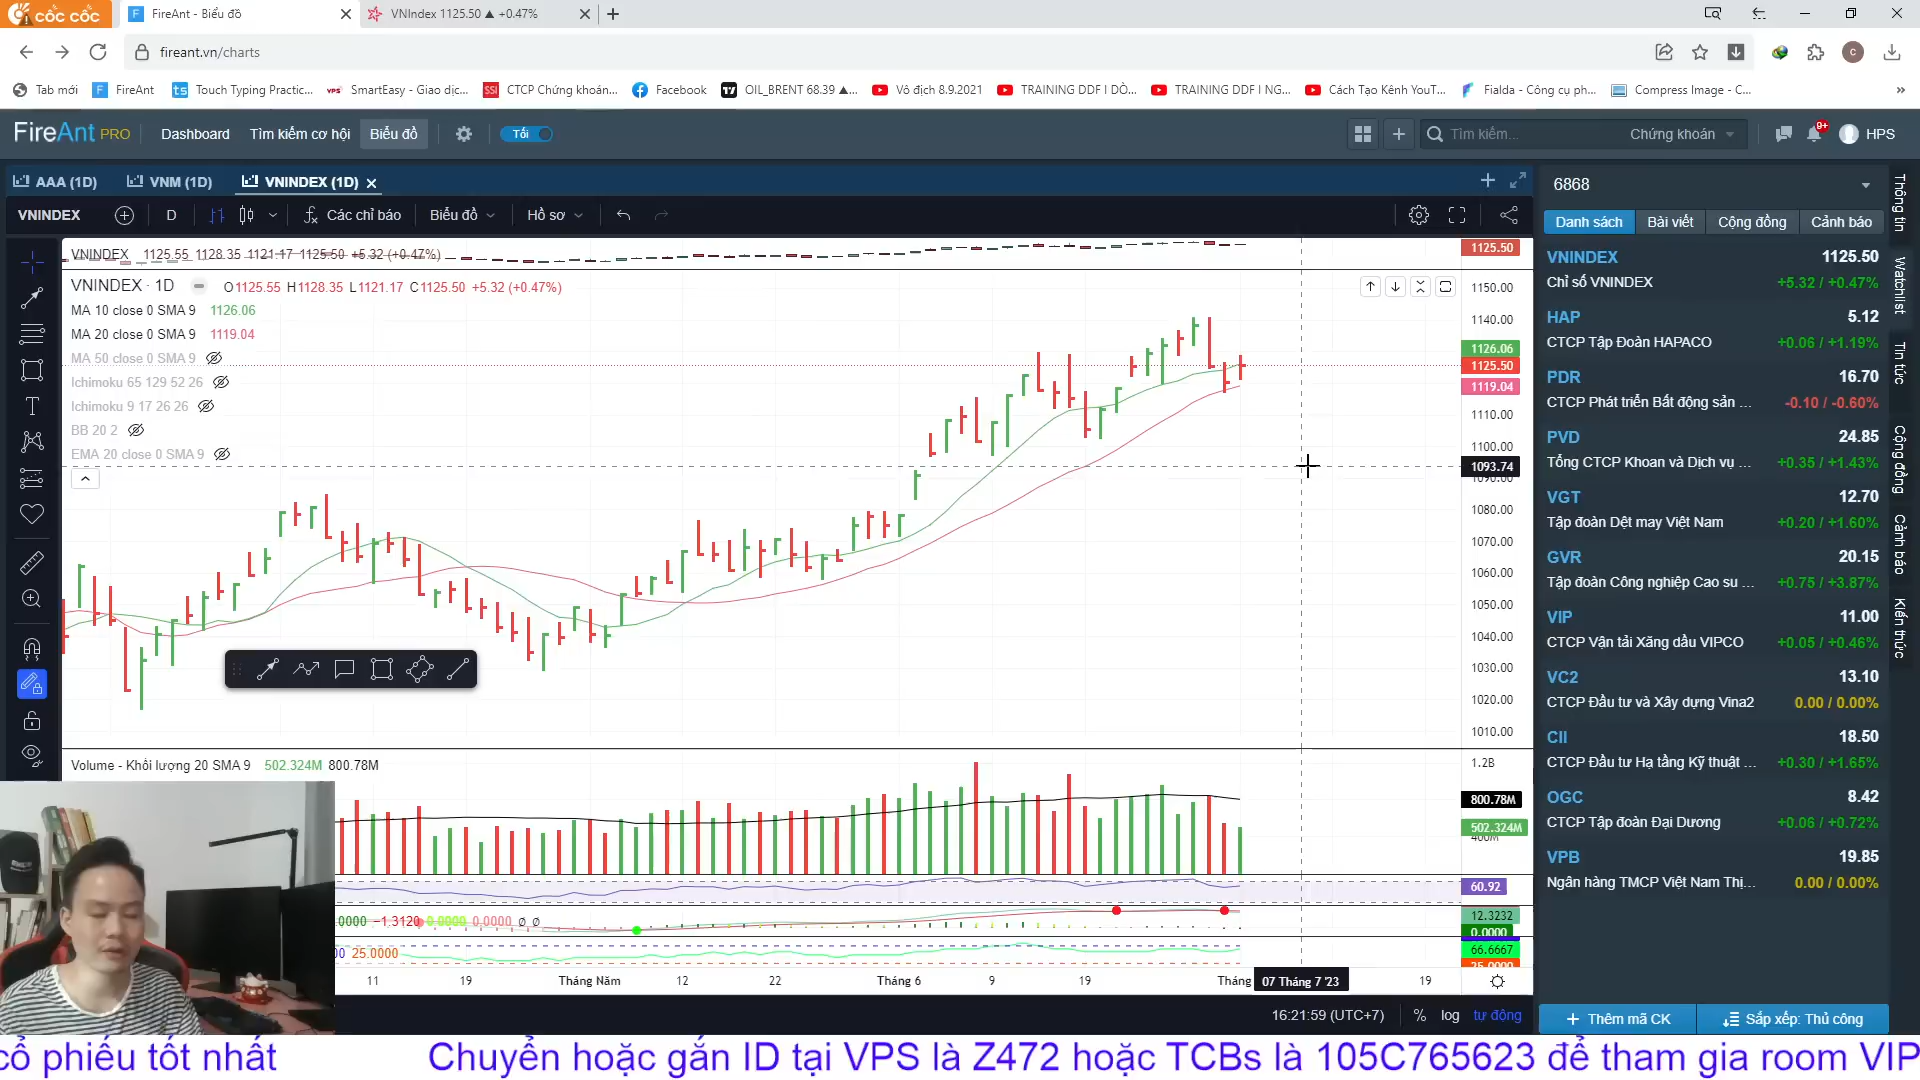 cốc cốc
FireAnt - Biểu đồ
VNIndex 1125.50 ▲ +0.47%
fireant.vn/charts
C
Tab mới
FireAnt
Touch Typing Practic...
SmartEasy - Giao dịc...
CTCP Chứng khoán...
Facebook
OIL_BRENT 68.39 ▲...
Vô địch 8.9.2021
TRAINING DDF I DÒ...
TRAINING DDF I NG...
Cách Tạo Kênh YouT...
Fialda - Công cụ ph...
Compress Image - C...
»
FireAnt PRO
Dashboard
Tìm kiếm cơ hội
Biểu đồ
Tối
Tìm kiếm...
Chứng khoán
9+
HPS
AAA (1D)
VNM (1D)
VNINDEX (1D)
VNINDEX
D
Các chỉ báo
Biểu đồ
Hồ sơ
VNINDEX 1125.55 1128.35 1121.17 1125.50 +5.32 (+0.47%)
VNINDEX · 1D O1125.55 H1128.35 L1121.17 C1125.50 +5.32 (+0.47%)
MA 10 close 0 SMA 9 1126.06
MA 20 close 0 SMA 9 1119.04
MA 50 close 0 SMA 9
Ichimoku 65 129 52 26
Ichimoku 9 17 26 26
BB 20 2
EMA 20 close 0 SMA 9
1125.50
1150.00
1140.00
1126.06
1125.50
1119.04
1110.00
1100.00
1093.74
1090.00
1080.00
1070.00
1060.00
1050.00
1040.00
1030.00
1020.00
1010.00
Volume - Khối lượng 20 SMA 9 502.324M 800.78M
1.2B
800.78M
502.324M
400M
60.92
0000 −1.3120 0.0000 0.0000 ø ø
12.3232
0.0000
00 25.0000
66.6667
25.0000
11
19
Tháng Năm
12
22
Tháng 6
9
19
Tháng
07 Tháng 7 '23
19
16:21:59 (UTC+7)
%
log
tự động
6868
Danh sách
Bài viết
Cộng đồng
Cảnh báo
VNINDEX 1125.50
Chỉ số VNINDEX +5.32 / +0.47%
HAP 5.12
CTCP Tập Đoàn HAPACO +0.06 / +1.19%
PDR 16.70
CTCP Phát triển Bất động sản ... -0.10 / -0.60%
PVD 24.85
Tổng CTCP Khoan và Dịch vụ ... +0.35 / +1.43%
VGT 12.70
Tập đoàn Dệt may Việt Nam +0.20 / +1.60%
GVR 20.15
Tập đoàn Công nghiệp Cao su ... +0.75 / +3.87%
VIP 11.00
CTCP Vận tải Xăng dầu VIPCO +0.05 / +0.46%
VC2 13.10
CTCP Đầu tư và Xây dựng Vina2 0.00 / 0.00%
CII 18.50
CTCP Đầu tư Hạ tầng Kỹ thuật ... +0.30 / +1.65%
OGC 8.42
CTCP Tập đoàn Đại Dương +0.06 / +0.72%
VPB 19.85
Ngân hàng TMCP Việt Nam Thị... 0.00 / 0.00%
Thêm mã CK
Sắp xếp: Thủ công
Thông tin
Watchlist
Tin tức
Cộng đồng
Cảnh báo
Kiến thức
cổ phiếu tốt nhất
Chuyển hoặc gắn ID tại VPS là Z472 hoặc TCBs là 105C765623 để tham gia room VIP